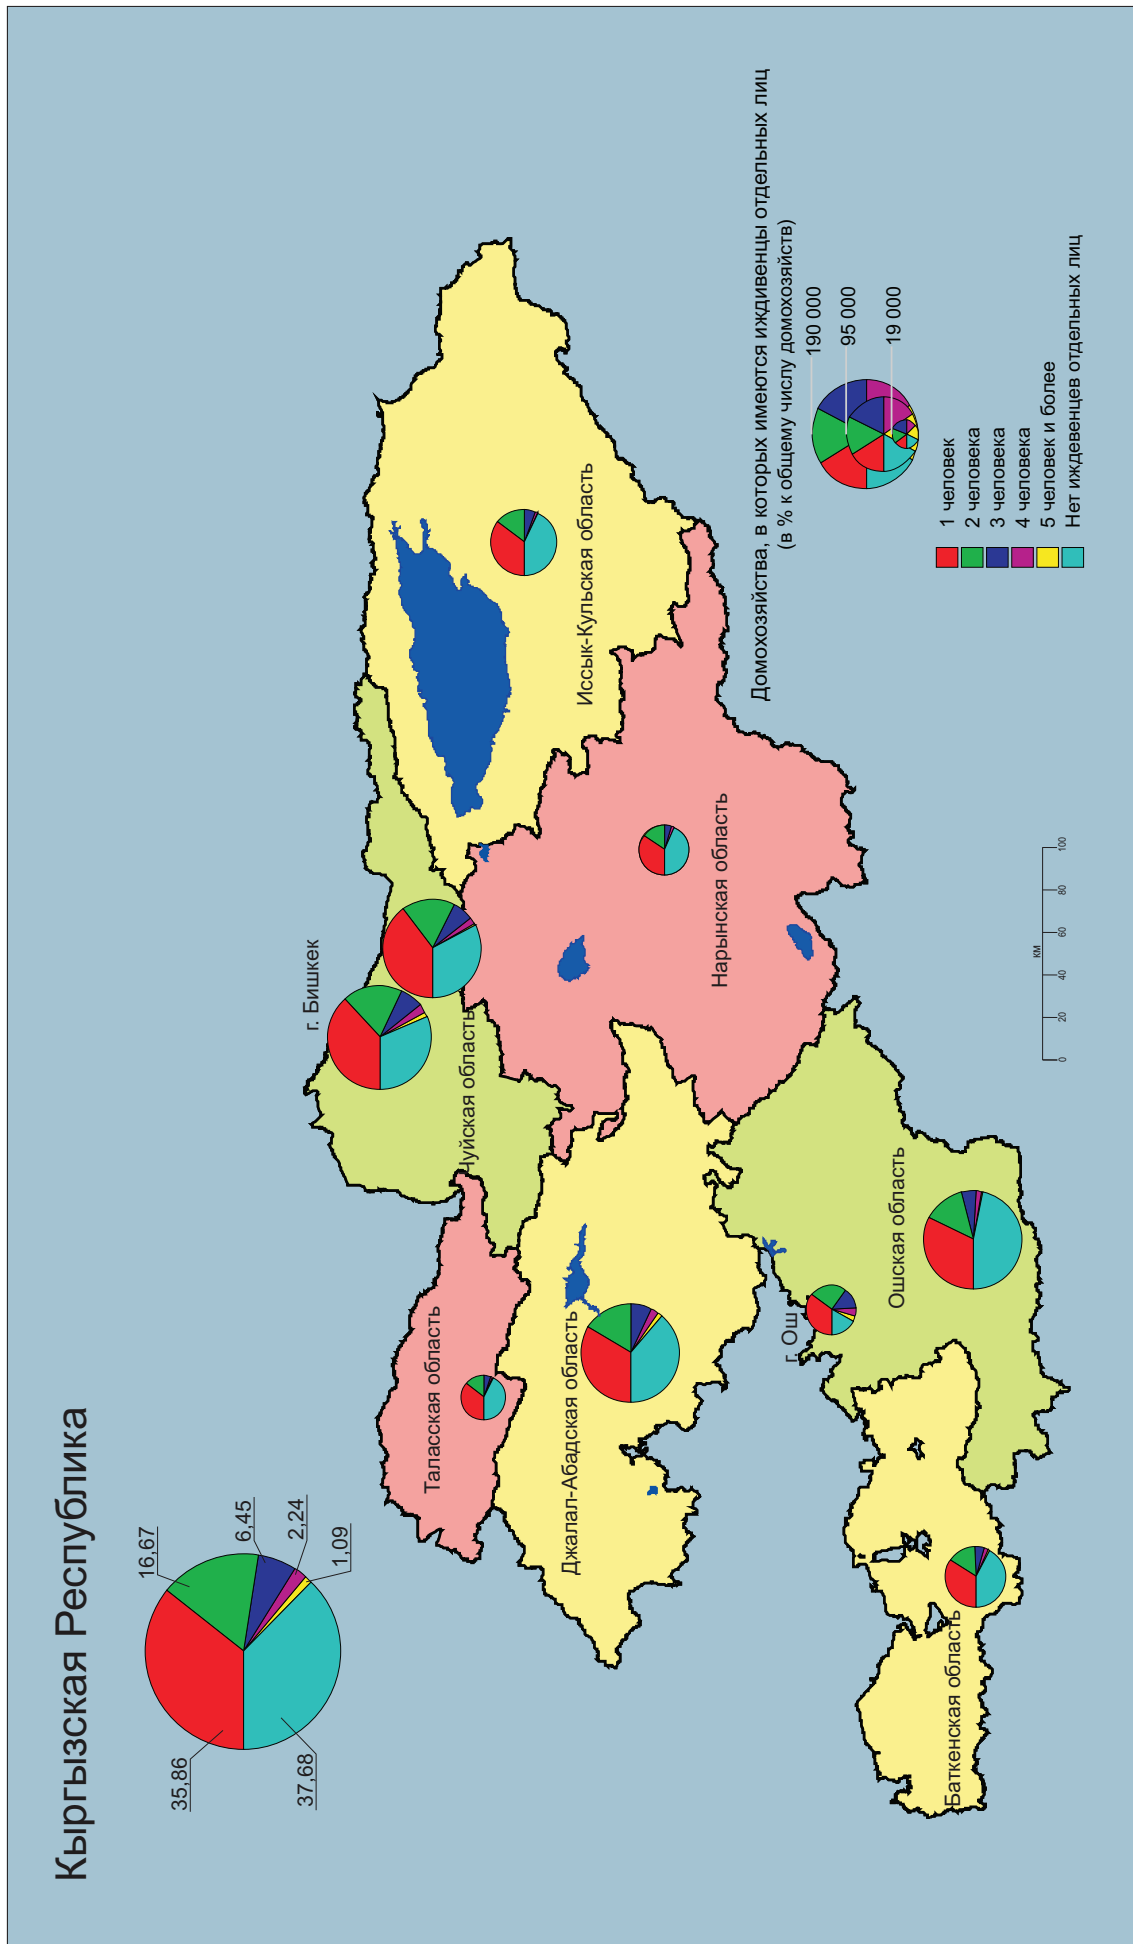 Кыргызская Республика
35,86
16,67
6,45
2,24
1,09
37,68
г. Бишкек
Чуйская область
Таласская область
Иссык-Кульская область
Джалал-Абадская область
Нарынская область
г. Ош
Ошская область
Баткенская область
Домохозяйства, в которых имеются иждивенцы отдельных лиц
(в % к общему числу домохозяйств)
190 000
95 000
19 000
1 человек
2 человека
3 человека
4 человека
5 человек и более
Нет иждевенцев отдельных лиц
км
0 20 40 60 80 100